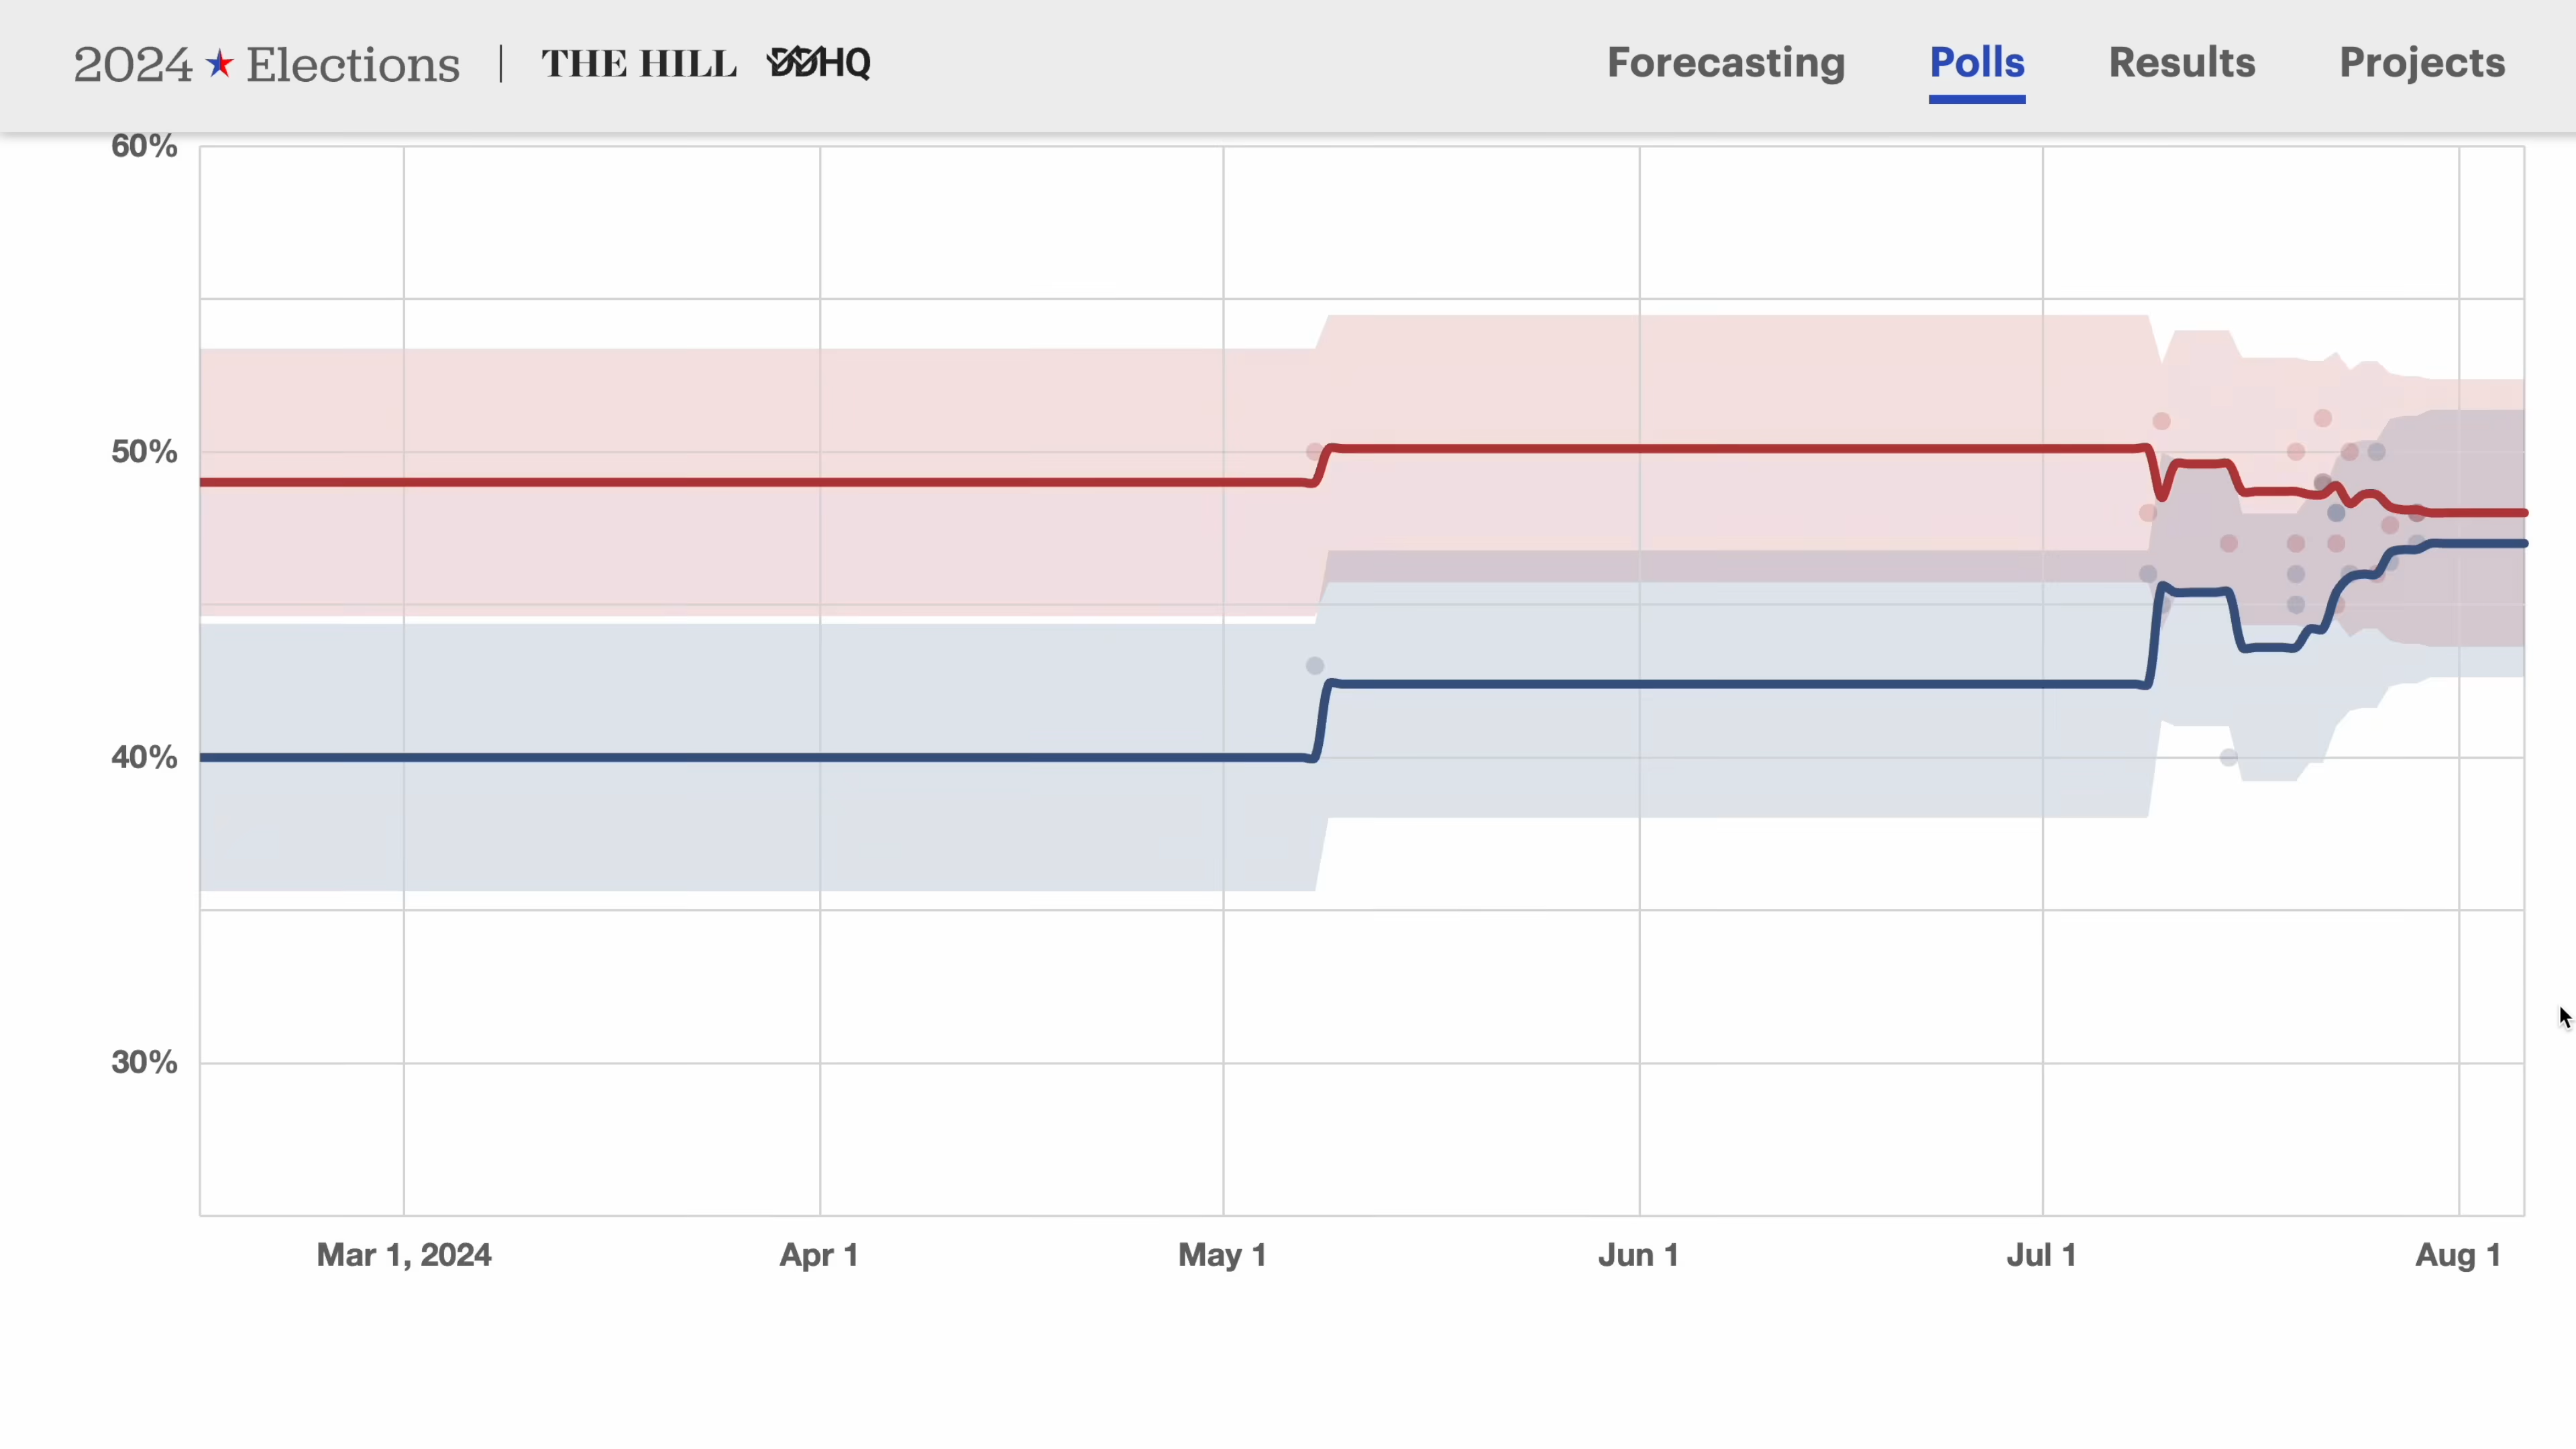 2024 Elections | THE HILL DDHQ Forecasting Polls Results Projects
60%
50%
40%
30%
Mar 1, 2024 Apr 1 May 1 Jun 1 Jul 1 Aug 1